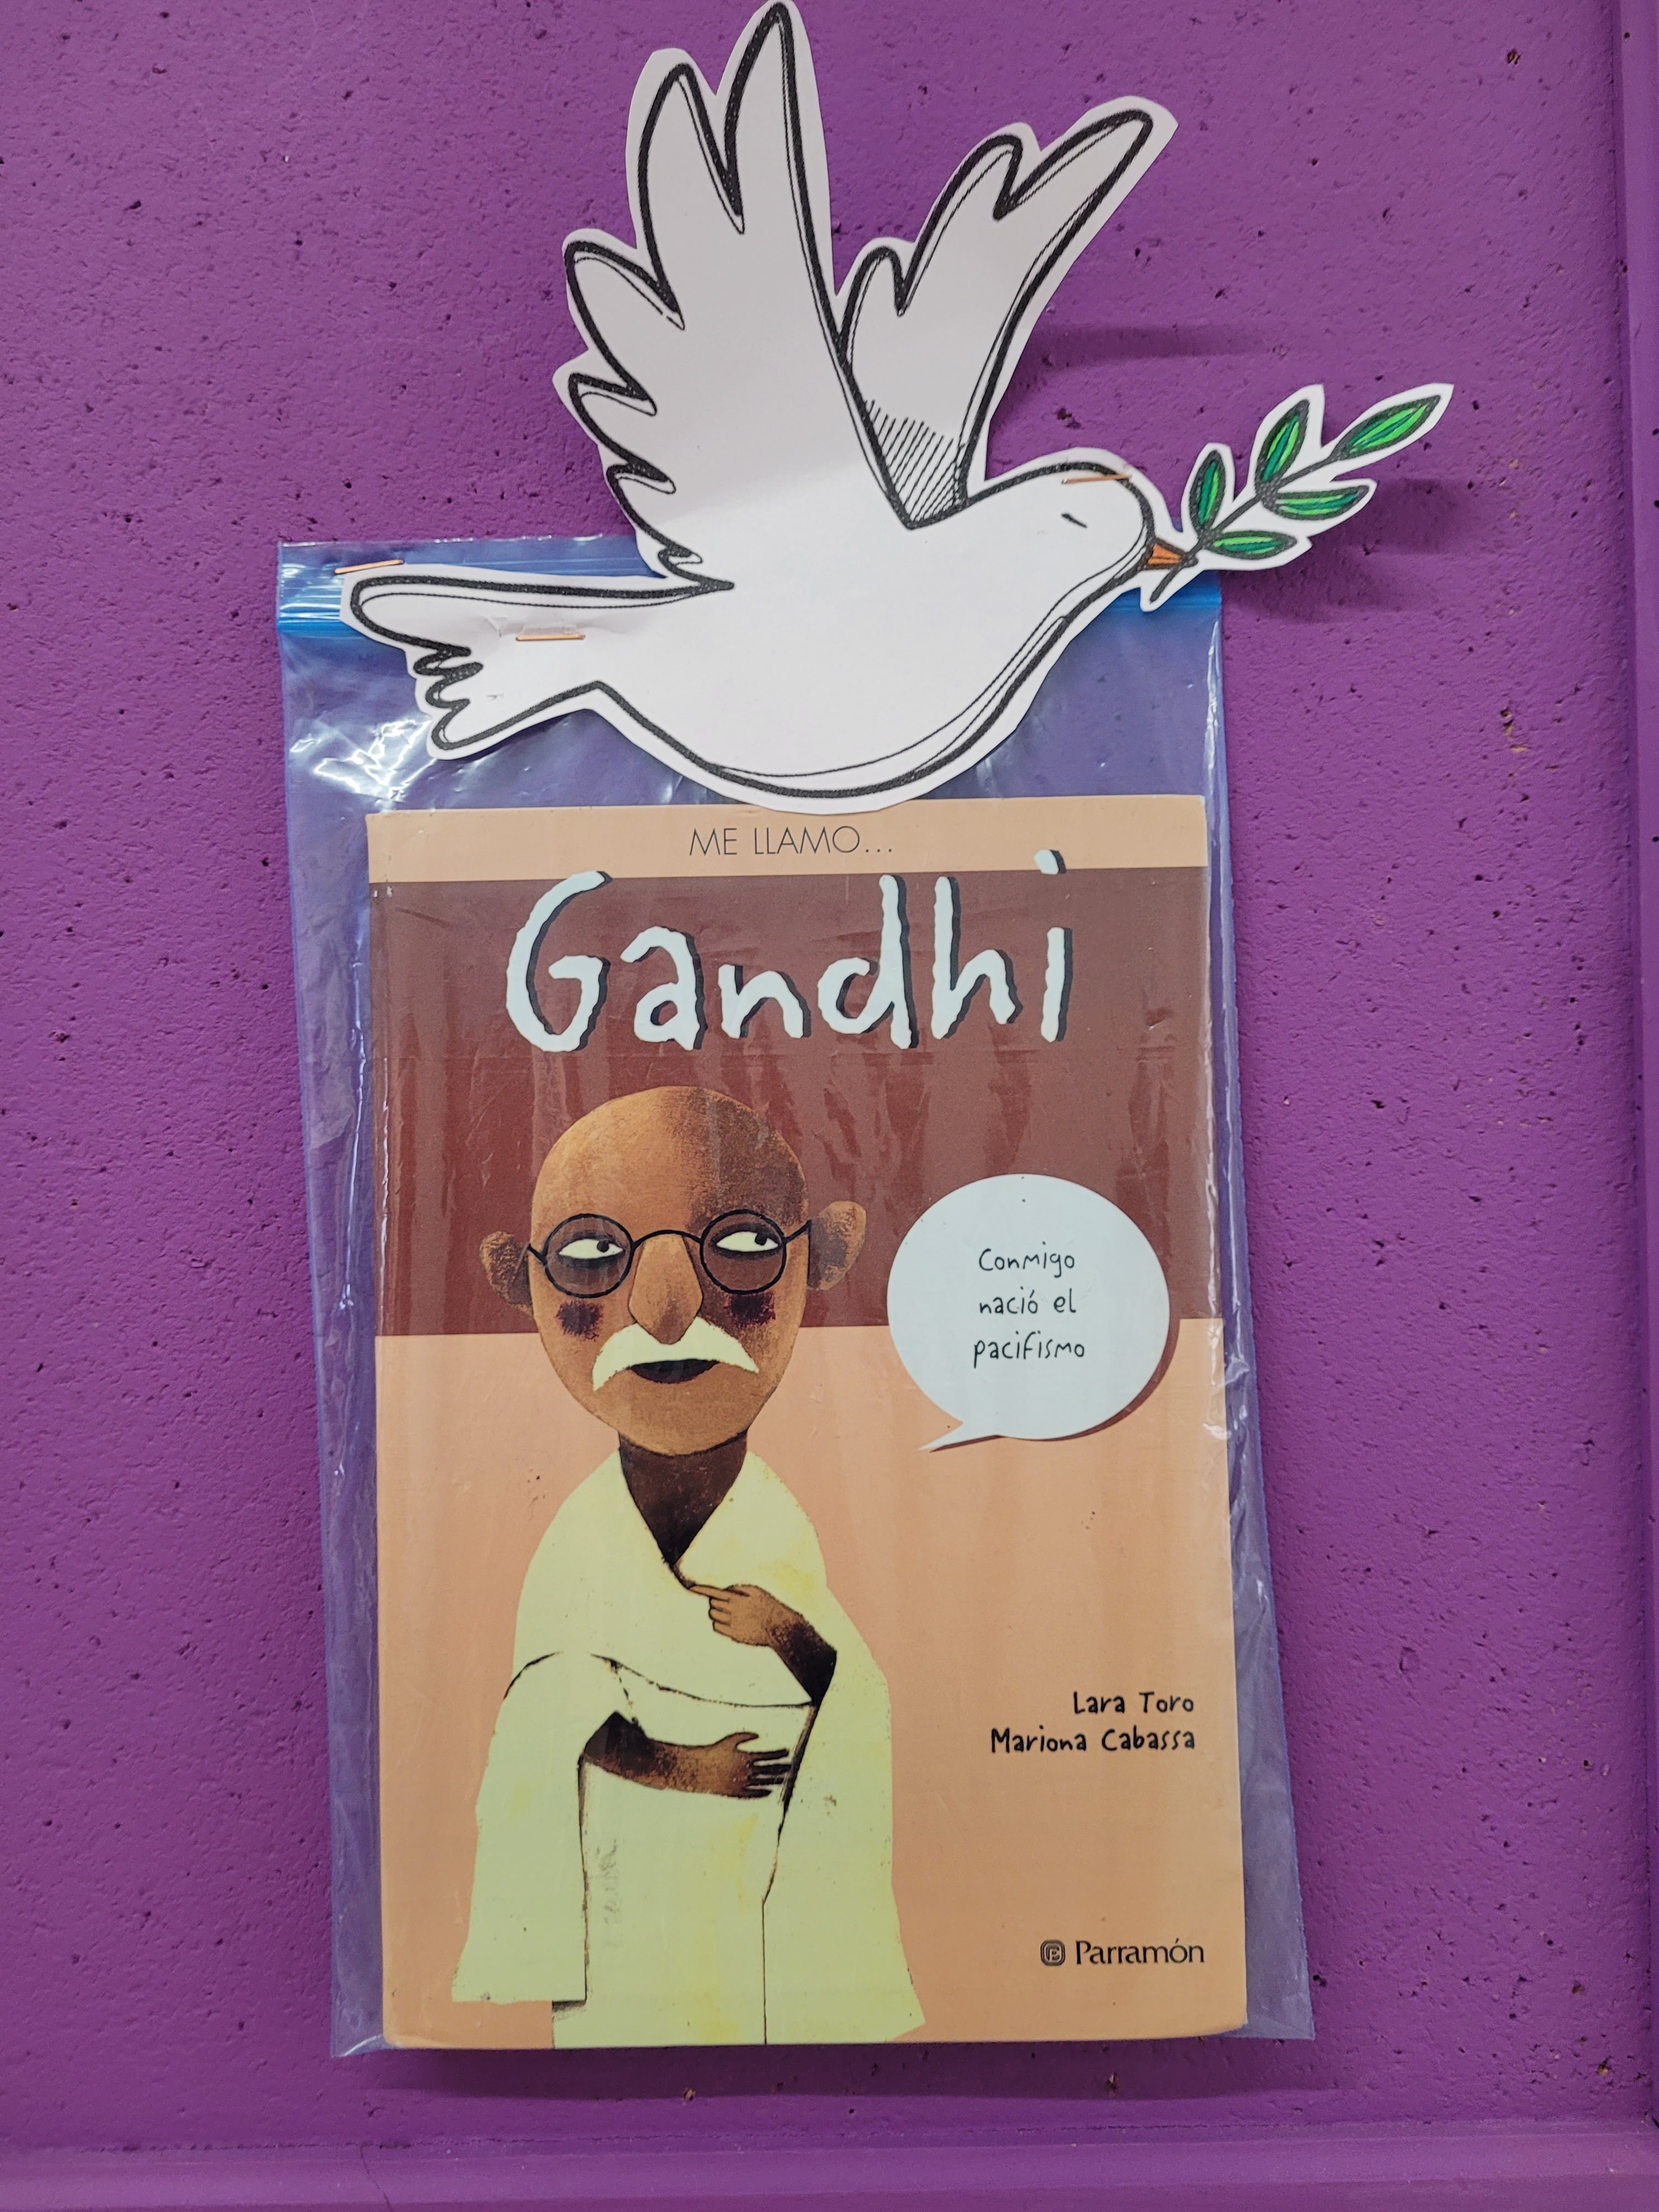 ME LLAMO...
Gandhi
Conmigo
nació el
pacifismo
Lara Toro
Mariona Cabassa
Parramón